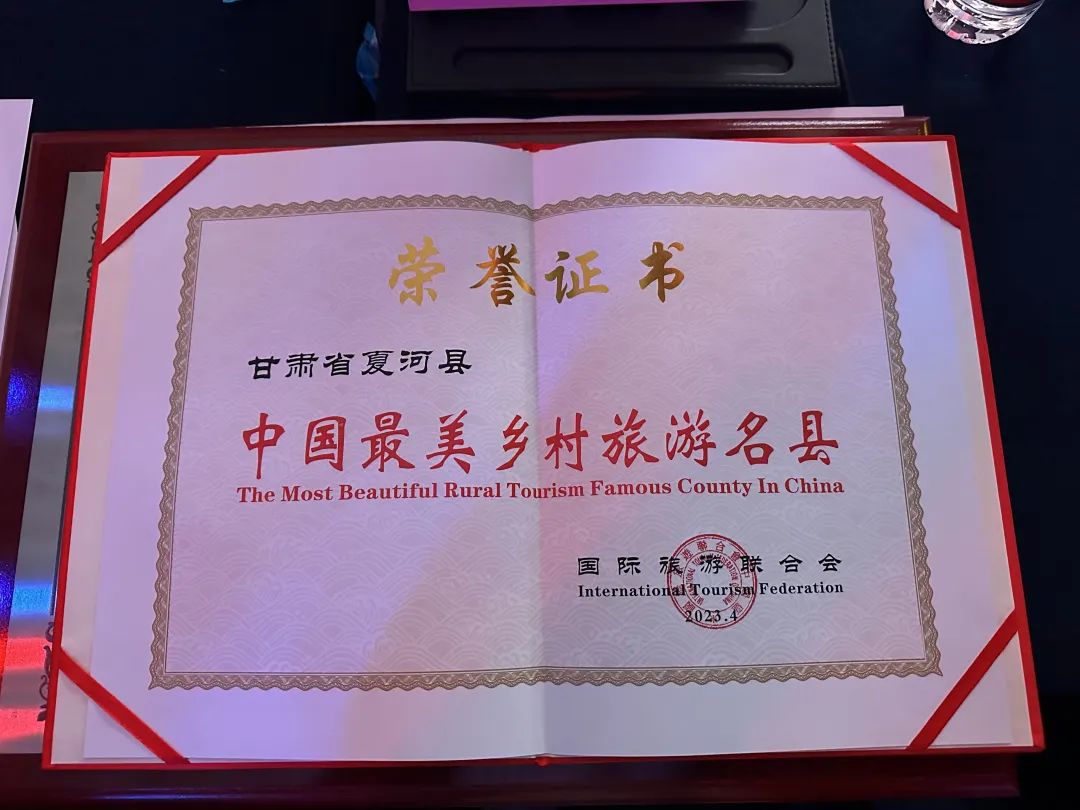 荣誉证书
甘肃省夏河县
中国最美乡村旅游名县
The Most Beautiful Rural Tourism Famous County In China
国际旅游联合会
International Tourism Federation
2023.4